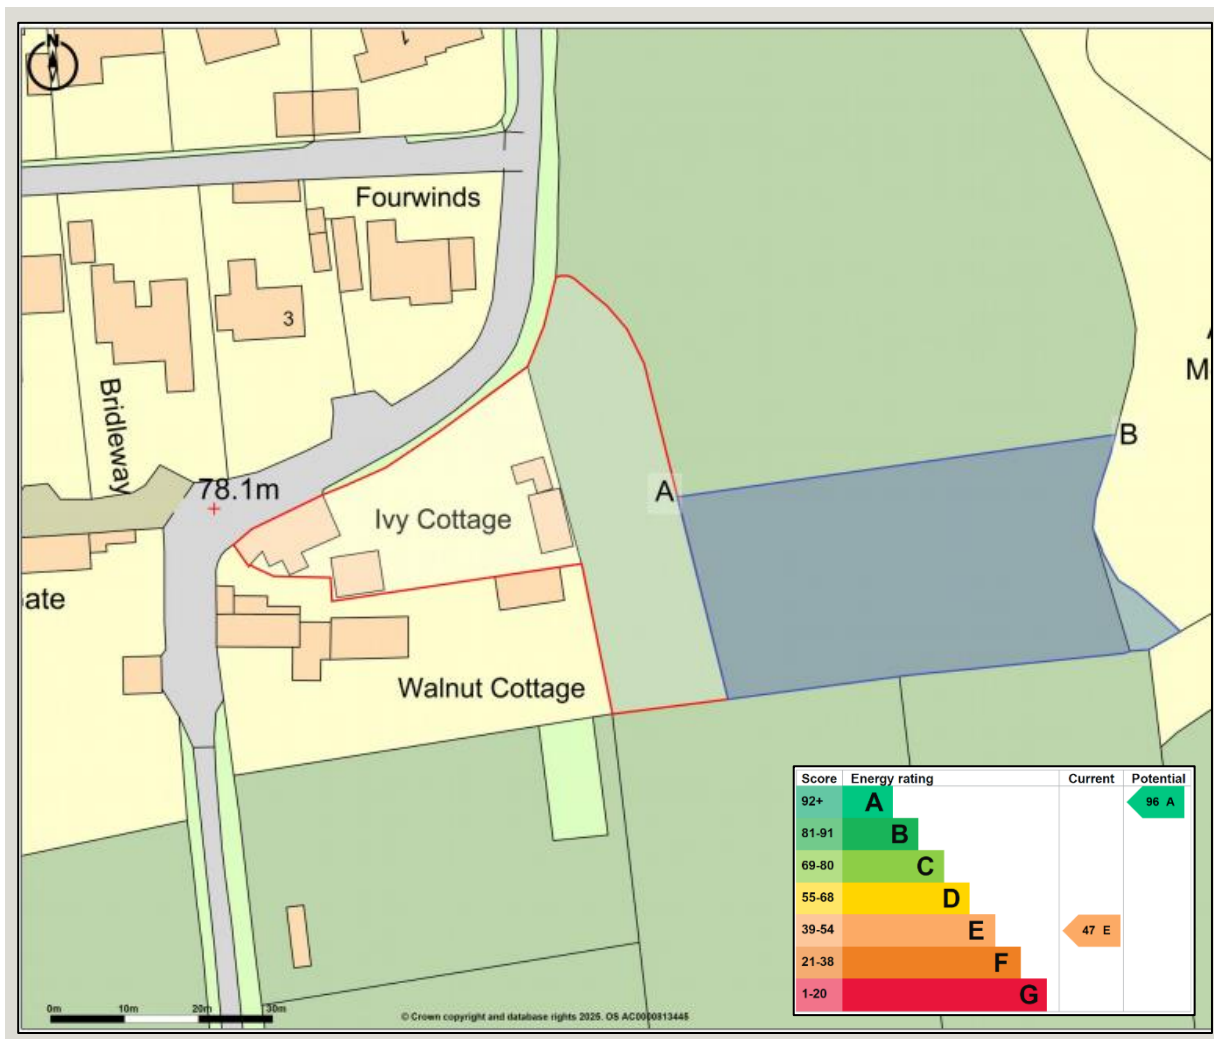 N
1
Fourwinds
3
Bridleway
78.1m
Ivy Cottage
A
B
M
ate
Walnut Cottage
Score Energy rating Current Potential
92+ A 96 A
81-91 B
69-80 C
55-68 D
39-54 E 47 E
21-38 F
1-20 G
0m 10m 20m 30m
© Crown copyright and database rights 2025. OS AC0000813445